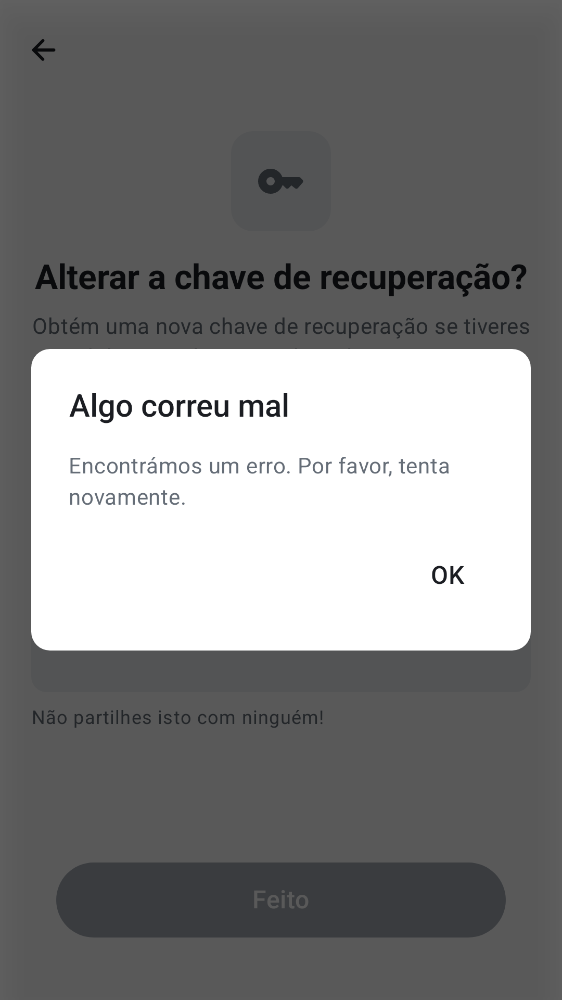 Alterar a chave de recuperação?
Obtém uma nova chave de recuperação se tiveres
Algo correu mal
Encontrámos um erro. Por favor, tenta
novamente.
OK
Não partilhes isto com ninguém!
Feito